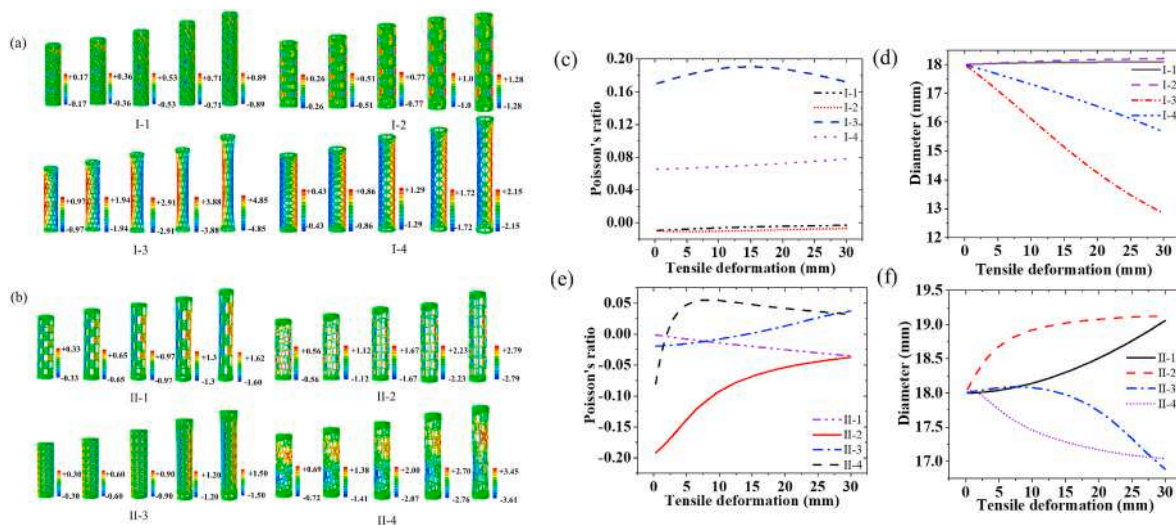 (a)
+0.17 +0.36 +0.53 +0.71 +0.89
-0.17 -0.36 -0.53 -0.71 -0.89
I-1
+0.26 +0.51 +0.77 +1.0 +1.28
-0.26 -0.51 -0.77 -1.0 -1.28
I-2
+0.97 +1.94 +2.91 +3.88 +4.85
-0.97 -1.94 -2.91 -3.88 -4.85
I-3
+0.43 +0.86 +1.29 +1.72 +2.15
-0.43 -0.86 -1.29 -1.72 -2.15
I-4
(b)
+0.33 +0.65 +0.97 +1.3 +1.62
-0.33 -0.65 -0.97 -1.3 -1.60
II-1
+0.56 +1.12 +1.67 +2.23 +2.79
-0.56 -1.12 -1.67 -2.23 -2.79
II-2
+0.30 +0.60 +0.90 +1.20 +1.50
-0.30 -0.60 -0.90 -1.20 -1.50
II-3
+0.69 +1.38 +2.00 +2.70 +3.45
-0.72 -1.41 -2.07 -2.76 -3.61
II-4
(c)
Poisson's ratio
0.20
0.16
0.12
0.08
0.04
0.00
I-1
I-2
I-3
I-4
0 5 10 15 20 25 30
Tensile deformation (mm)
(d)
Diameter (mm)
18
17
16
15
14
13
12
I-1
I-2
I-3
I-4
0 5 10 15 20 25 30
Tensile deformation (mm)
(e)
Poisson's ratio
0.05
0.00
-0.05
-0.10
-0.15
-0.20
II-1
II-2
II-3
II-4
0 5 10 15 20 25 30
Tensile deformation (mm)
(f)
Diameter (mm)
19.5
19.0
18.5
18.0
17.5
17.0
II-1
II-2
II-3
II-4
0 5 10 15 20 25 30
Tensile deformation (mm)